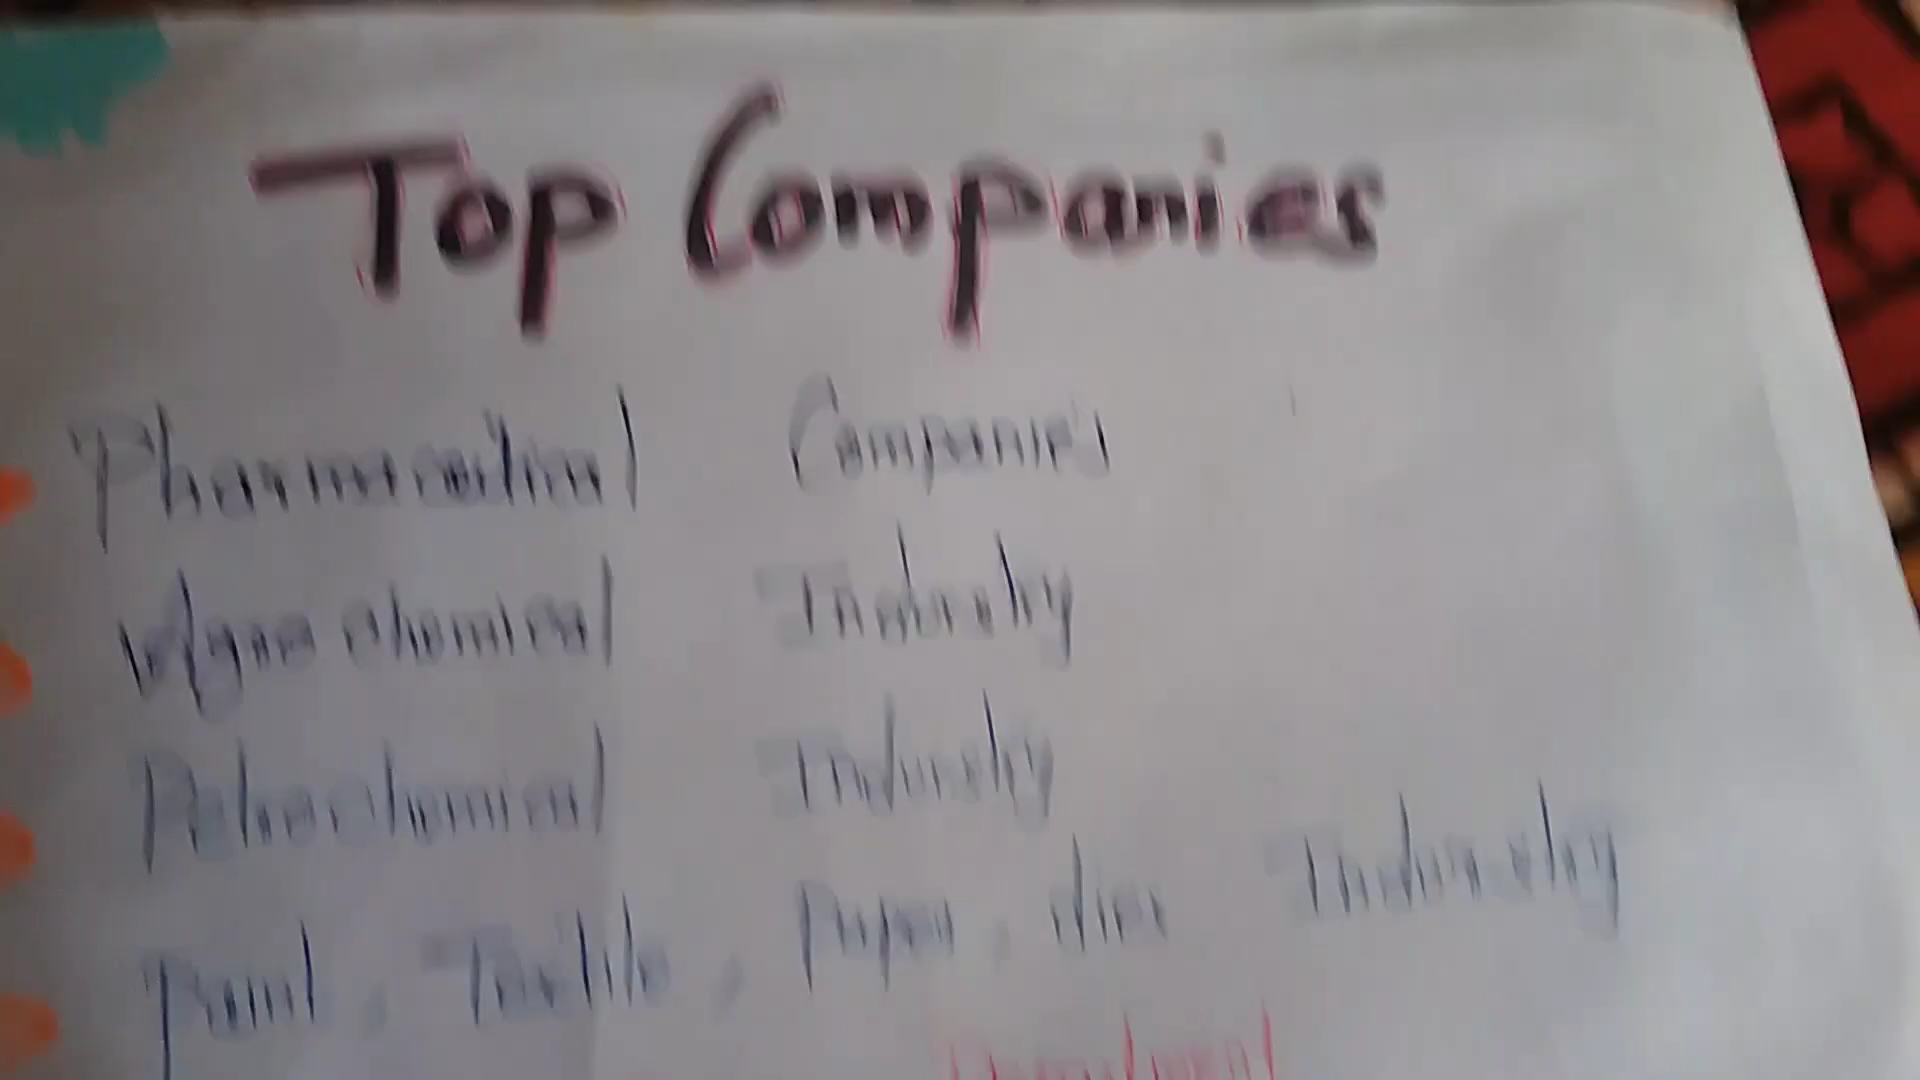 Top Companies
Pharmaceutical Companies
Agrochemical Industry
Petrochemical Industry
Paint, Textile, Paper, dies Industry